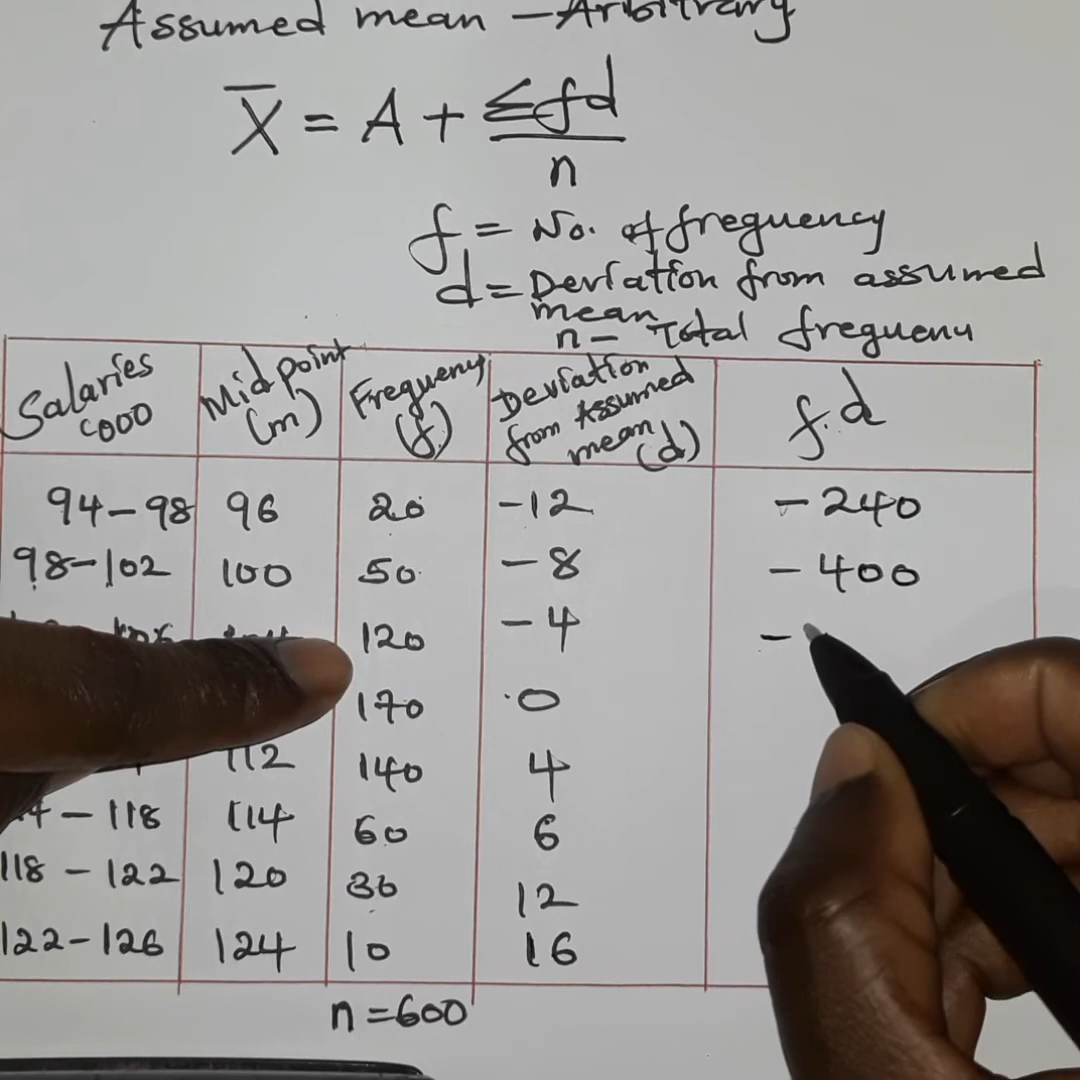 Assumed mean – Arbitrary
X̅ = A + Σfd
n
f = No. of frequency
d = Deviation from assumed
mean
n – Total frequenu
Salaries '000 Mid point (m) Frequency (f) Deviation from Assumed mean (d) f.d
94 – 98 96 20 -12 - 240
98 – 102 100 50 - 8 - 400
120 - 4 -
170 0
112 140 4
– 118 114 60 6
118 – 122 120 30 12
122 – 126 124 10 16
n = 600